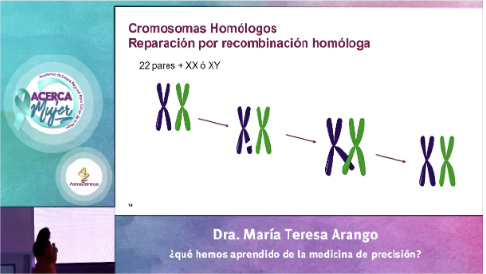 Cromosomas Homólogos
Reparación por recombinación homóloga
22 pares + XX ó XY
ACERCA
Mujer
AstraZeneca
Dra. María Teresa Arango
¿qué hemos aprendido de la medicina de precisión?